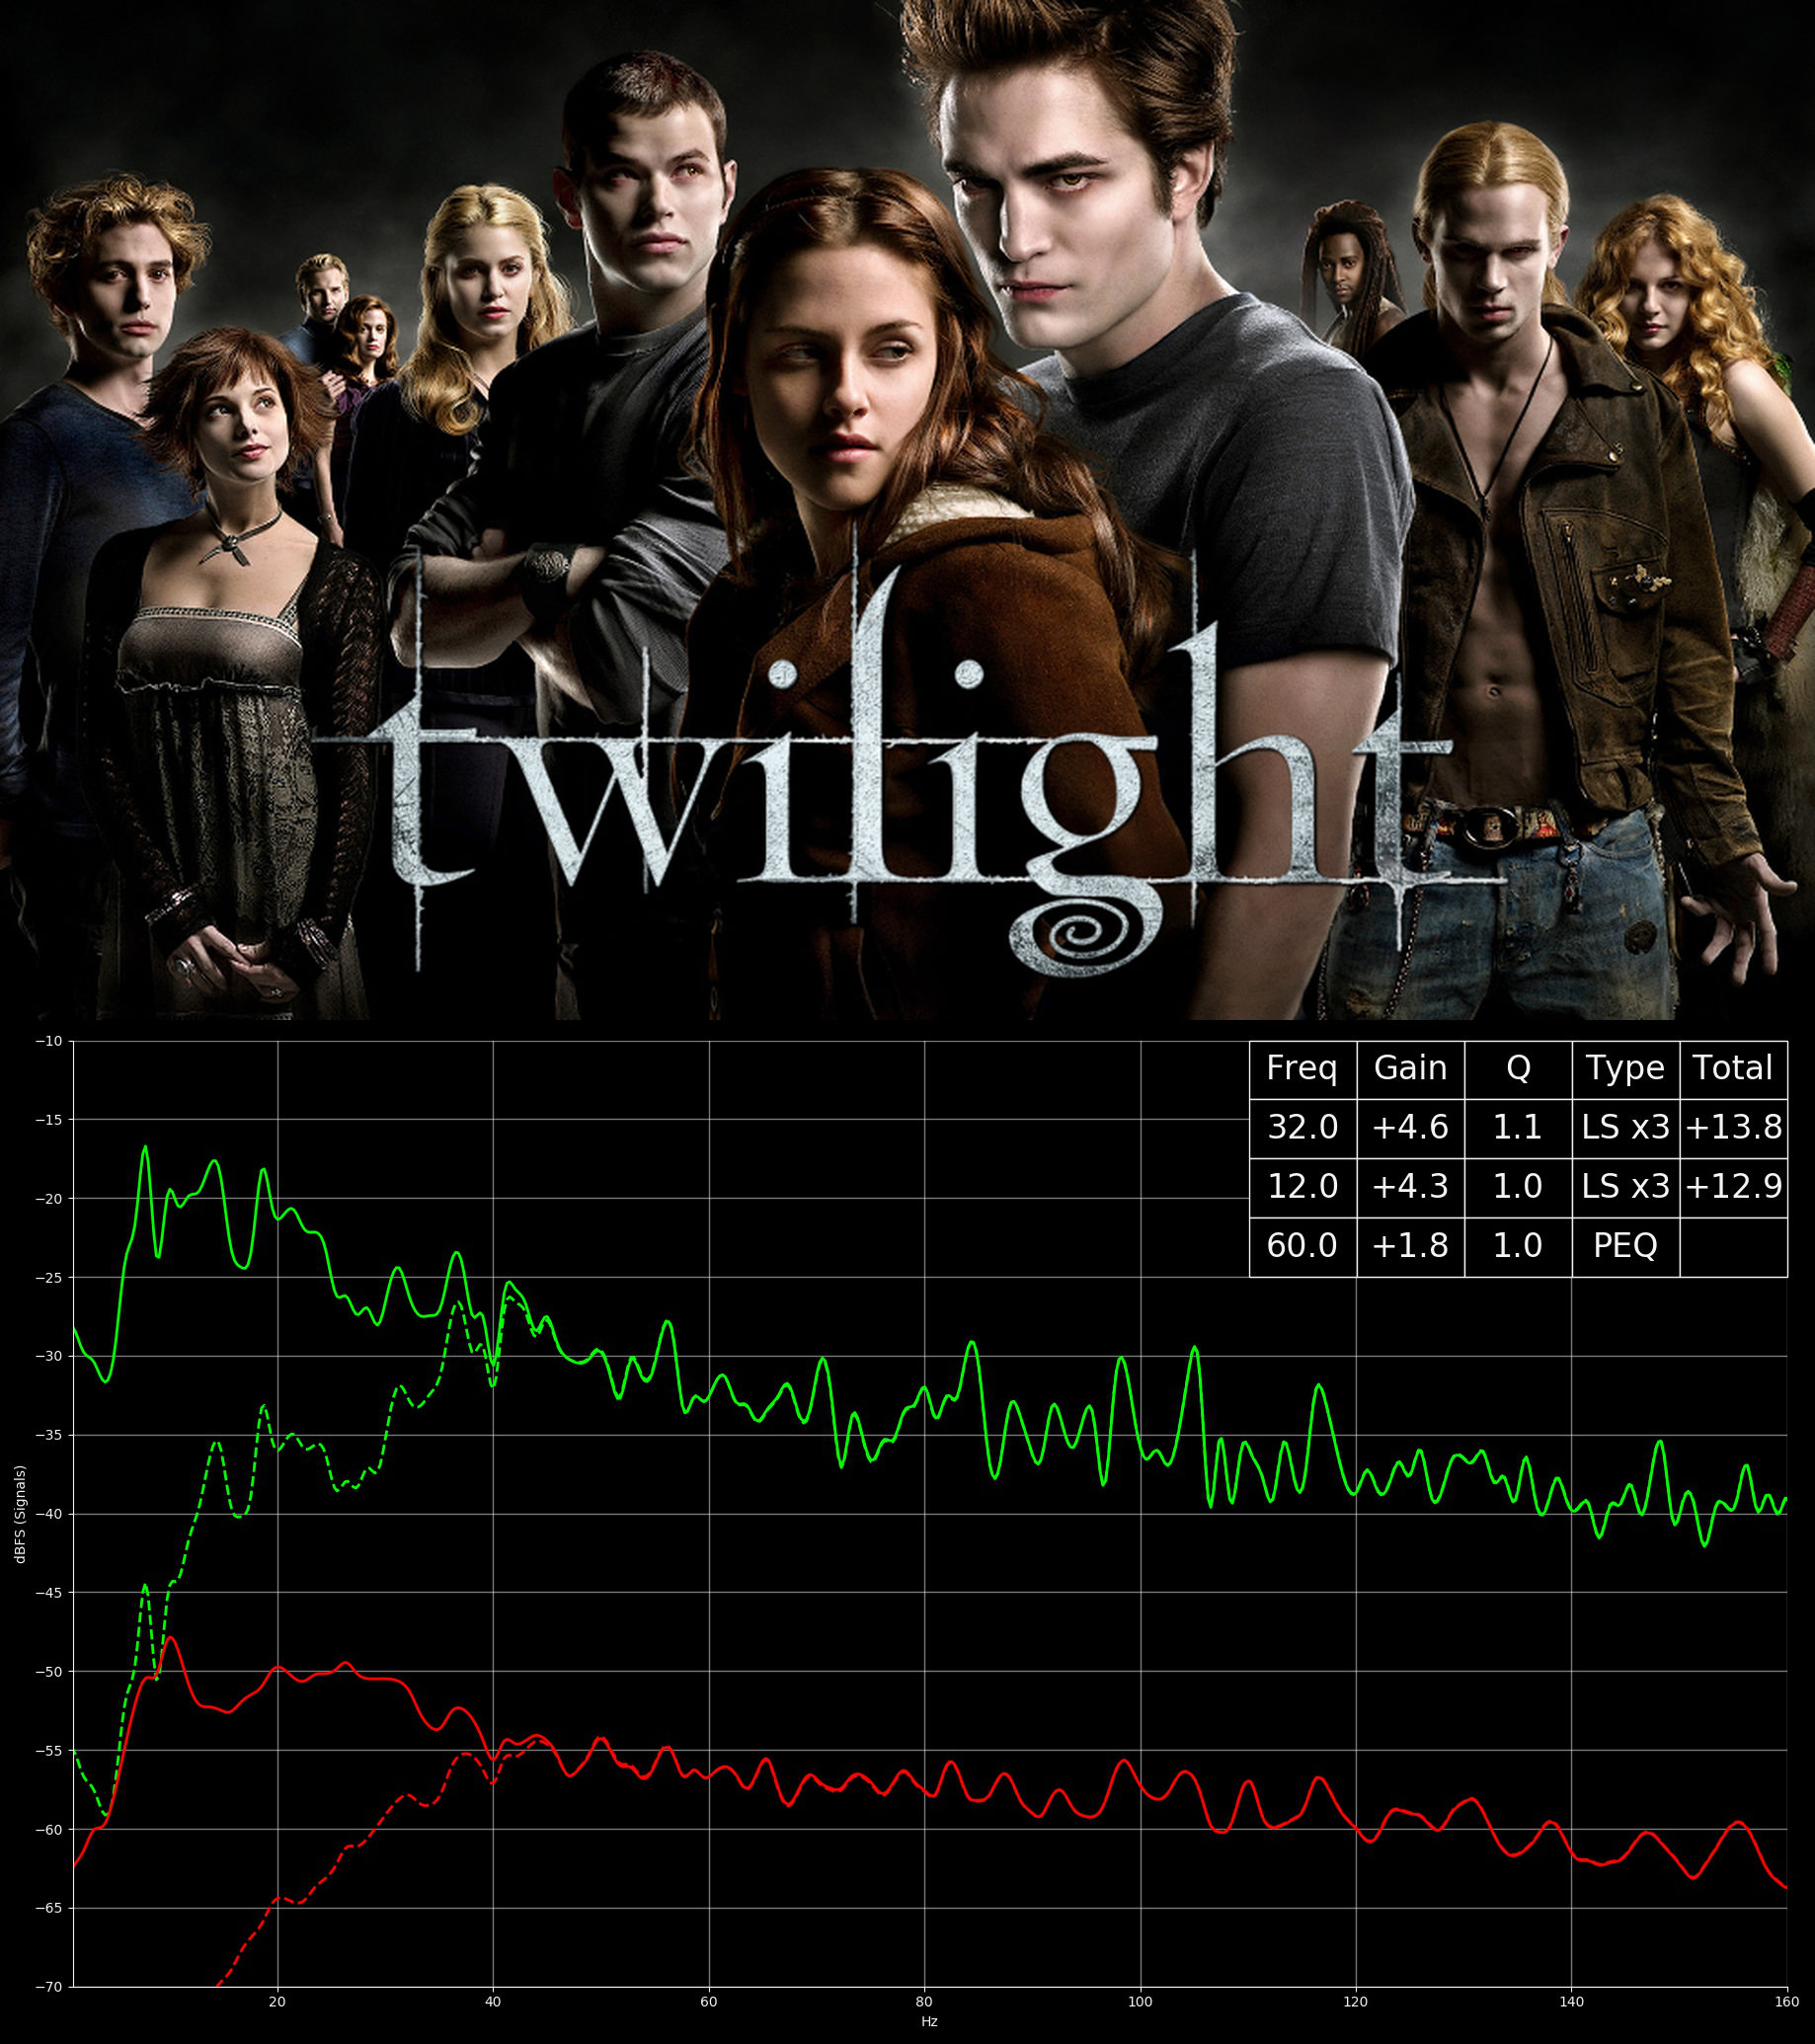 twilight
Freq Gain Q Type Total
32.0 +4.6 1.1 LS x3 +13.8
12.0 +4.3 1.0 LS x3 +12.9
60.0 +1.8 1.0 PEQ
−10
−15
−20
−25
−30
−35
−40
−45
−50
−55
−60
−65
−70
dBFS (Signals)
20 40 60 80 100 120 140 160
Hz